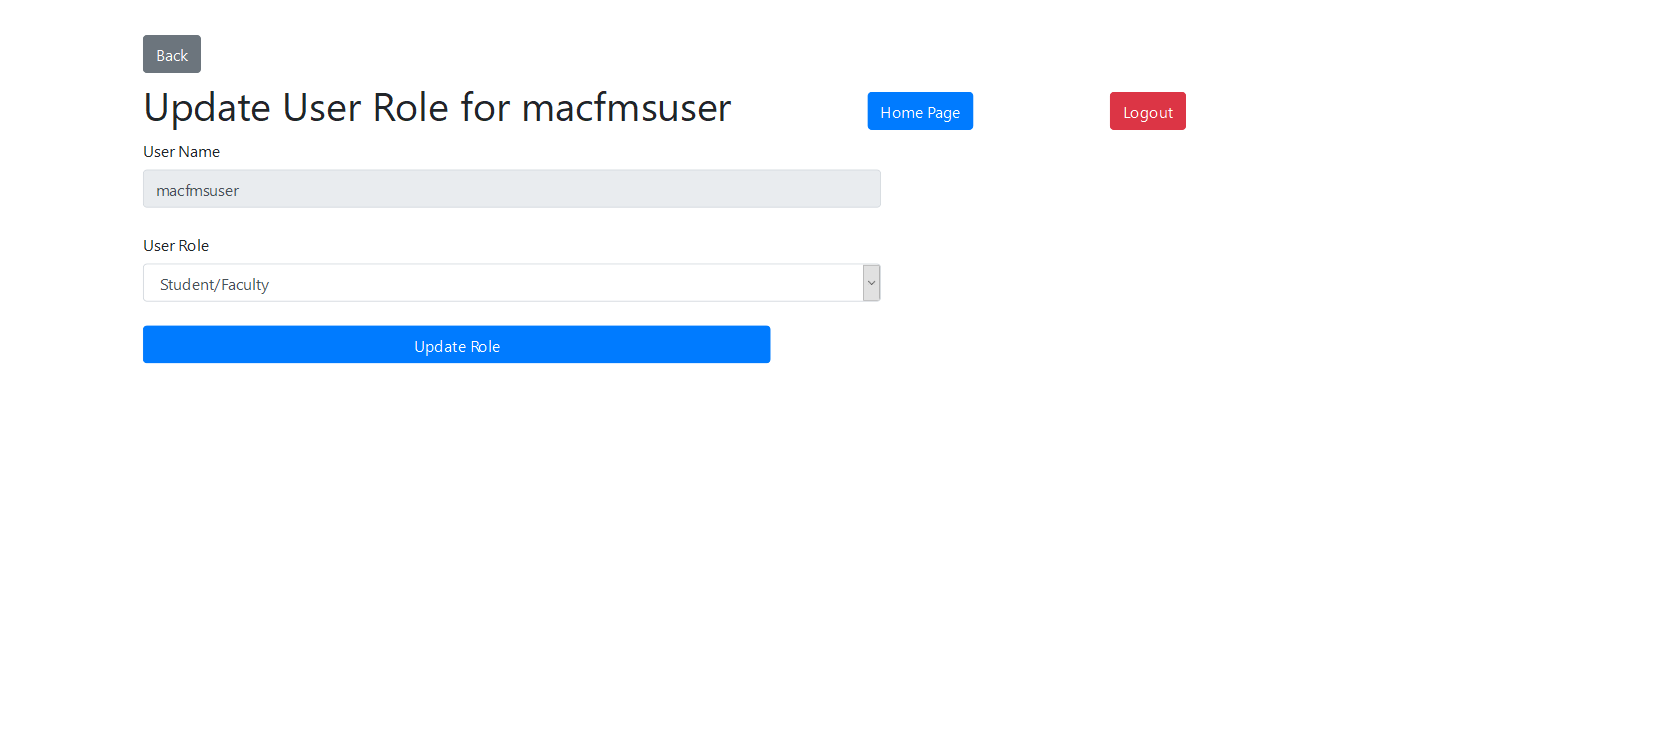 Back
Update User Role for macfmsuser
Home Page
Logout
User Name
macfmsuser
User Role
Student/Faculty
Update Role